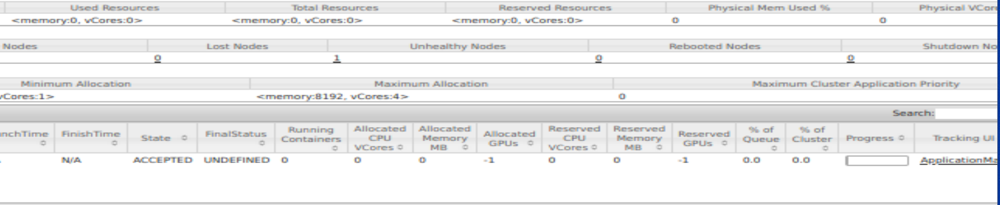 Used Resources Total Resources Reserved Resources Physical Mem Used % Physical VCor
<memory:0, vCores:0> <memory:0, vCores:0> <memory:0, vCores:0> 0 0
Nodes Lost Nodes Unhealthy Nodes Rebooted Nodes Shutdown No
0 1 0 0
Minimum Allocation Maximum Allocation Maximum Cluster Application Priority
vCores:1> <memory:8192, vCores:4> 0
Search:
nchTime FinishTime State FinalStatus Running Containers Allocated CPU VCores Allocated Memory MB Allocated GPUs Reserved CPU VCores Reserved Memory MB Reserved GPUs % of Queue % of Cluster Progress Tracking UI
N/A ACCEPTED UNDEFINED 0 0 0 -1 0 0 -1 0.0 0.0 ApplicationMa